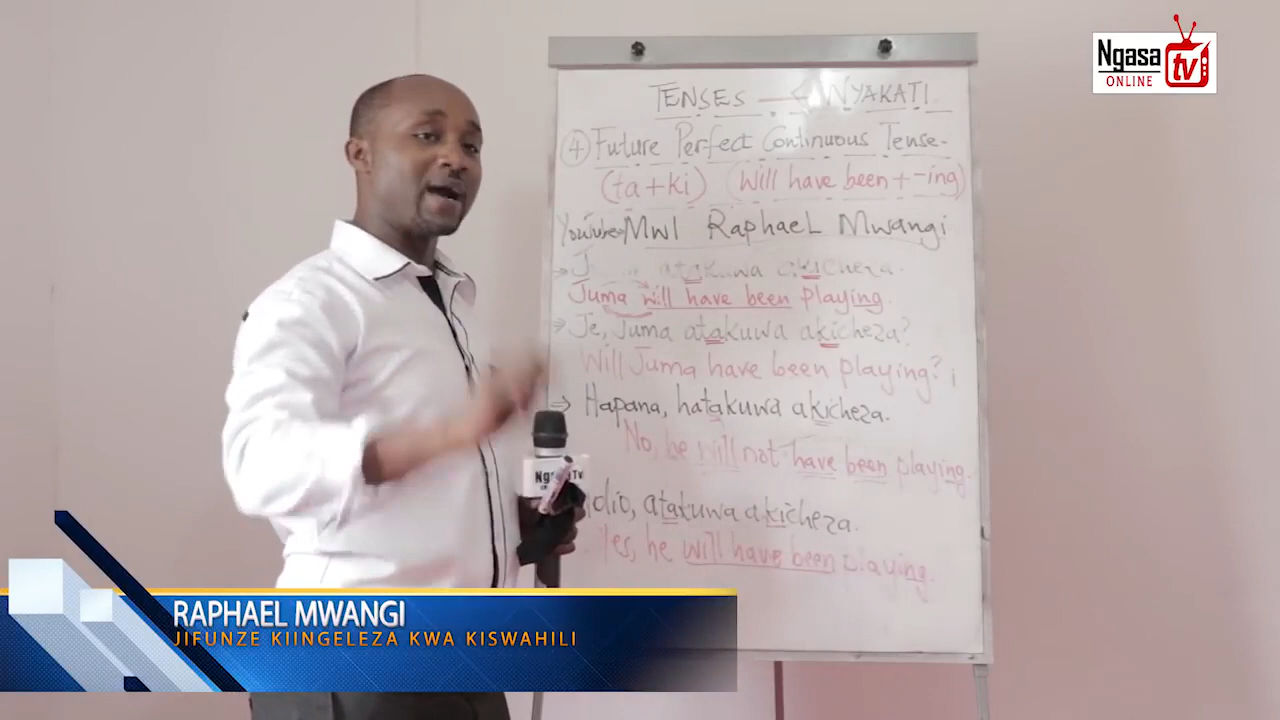 Ngasa tv
ONLINE
TENSES — < NYAKATI
④ Future Perfect Continuous Tense-
(ta+ki) (Will have been+-ing)
Youtube Mwl Raphael Mwangi
atakuwa akicheza.
Juma will have been playing.
Je, Juma atakuwa akicheza?
Will Juma have been playing?
Hapana, hatakuwa akicheza.
No, he will not have been playing.
atakuwa akicheza.
Yes, he will have been playing.
RAPHAEL MWANGI
JIFUNZE KIINGELEZA KWA KISWAHILI